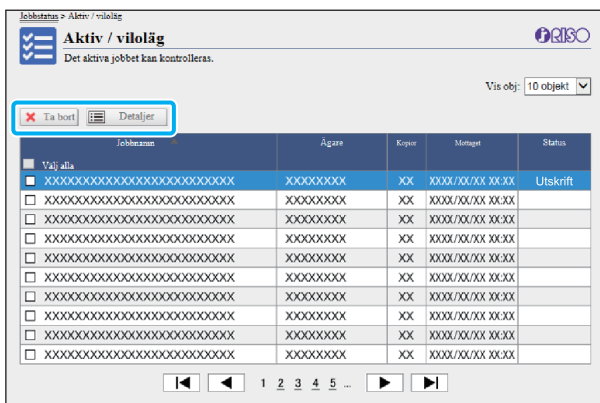 Jobbstatus > Aktiv / viloläg
Aktiv / viloläg
RISO
Det aktiva jobbet kan kontrolleras.
Vis obj: 10 objekt
Ta bort Detaljer
Jobbnamn Ägare Kopior Mottaget Status
Välj alla
XXXXXXXXXXXXXXXXXXXXXXXXX XXXXXXXX XX XXXX/XX/XX XX:XX Utskrift
XXXXXXXXXXXXXXXXXXXXXXXXX XXXXXXXX XX XXXX/XX/XX XX:XX
XXXXXXXXXXXXXXXXXXXXXXXXX XXXXXXXX XX XXXX/XX/XX XX:XX
XXXXXXXXXXXXXXXXXXXXXXXXX XXXXXXXX XX XXXX/XX/XX XX:XX
XXXXXXXXXXXXXXXXXXXXXXXXX XXXXXXXX XX XXXX/XX/XX XX:XX
XXXXXXXXXXXXXXXXXXXXXXXXX XXXXXXXX XX XXXX/XX/XX XX:XX
XXXXXXXXXXXXXXXXXXXXXXXXX XXXXXXXX XX XXXX/XX/XX XX:XX
XXXXXXXXXXXXXXXXXXXXXXXXX XXXXXXXX XX XXXX/XX/XX XX:XX
XXXXXXXXXXXXXXXXXXXXXXXXX XXXXXXXX XX XXXX/XX/XX XX:XX
XXXXXXXXXXXXXXXXXXXXXXXXX XXXXXXXX XX XXXX/XX/XX XX:XX
1 2 3 4 5 ...